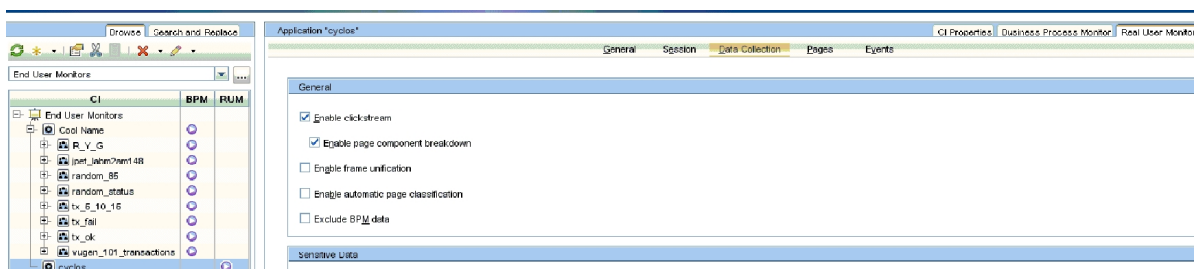 Browse Search and Replace
End User Monitors
...
CI BPM RUM
End User Monitors
Cool Name
R_Y_G
jpet_lahm2am148
random_85
random_status
tx_5_10_15
tx_fail
tx_ok
vugen_101_transactions
cyclos
Application "cyclos"
CI Properties Business Process Monitor Real User Monitor
General Session Data Collection Pages Events
General
Enable clickstream
Enable page component breakdown
Enable frame unification
Enable automatic page classification
Exclude BPM data
Sensitive Data